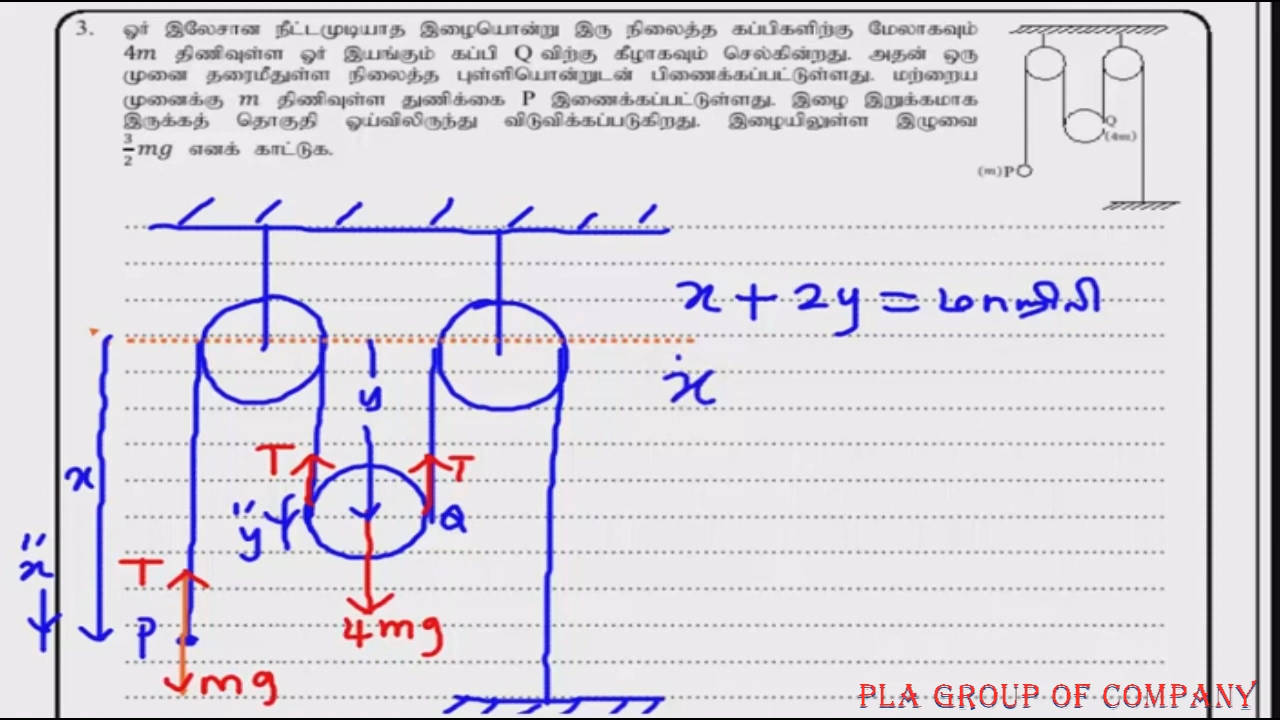 3. ஓர் இலேசான நீட்டமுடியாத இழையொன்று இரு நிலைத்த கப்பிகளிற்கு மேலாகவும்
4m திணிவுள்ள ஓர் இயங்கும் கப்பி Q விற்கு கீழாகவும் செல்கின்றது. அதன் ஒரு
முனை தரைமீதுள்ள நிலைத்த புள்ளியொன்றுடன் பிணைக்கப்பட்டுள்ளது. மற்றைய
முனைக்கு m திணிவுள்ள துணிக்கை P இணைக்கப்பட்டுள்ளது. இழை இறுக்கமாக
இருக்கத் தொகுதி ஓய்விலிருந்து விடுவிக்கப்படுகிறது. இழையிலுள்ள இழுவை
3/2 mg எனக் காட்டுக.
Q
(4m)
(m)P
x + 2y = மாறிலி
ẋ
y
T
T
x
ÿ
Q
ẍ
T
P
4mg
mg
PLA GROUP OF COMPANY